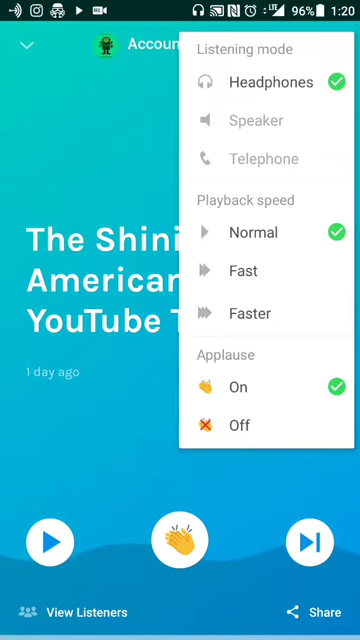 LTE 96% 1:20
Accoun
Listening mode
Headphones
Speaker
Telephone
Playback speed
Normal
Fast
Faster
Applause
On
Off
The Shini
American
YouTube T
1 day ago
View Listeners
Share